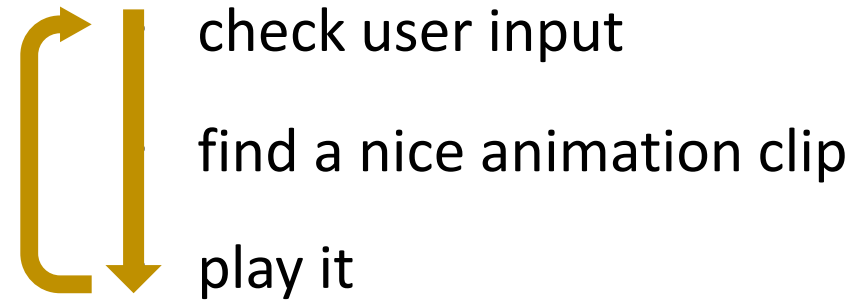 check user input
find a nice animation clip
play it